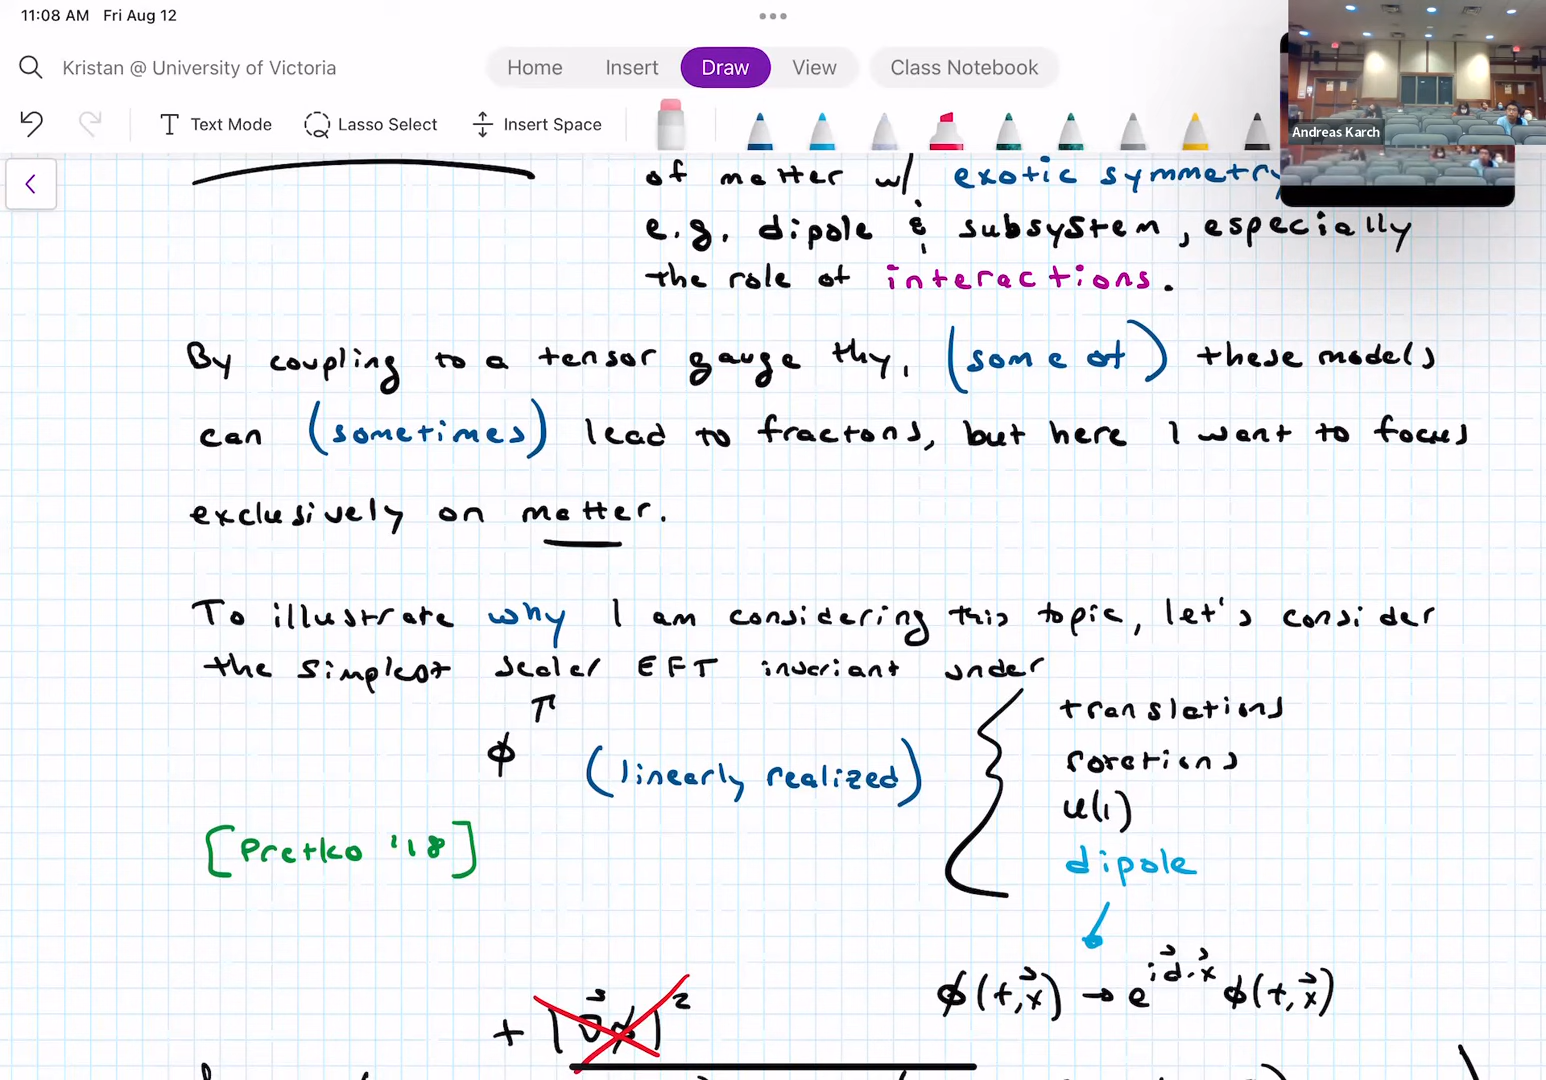 11:08 AM Fri Aug 12
Kristan @ University of Victoria
Home Insert Draw View Class Notebook
Text Mode Lasso Select Insert Space
Andreas Karch
of matter w/ exotic symmetry
e.g. dipole & subsystem, especially
the role of interactions.
By coupling to a tensor gauge thy, (some of) these models
can (sometimes) lead to fractons, but here I want to focus
exclusively on matter.
To illustrate why I am considering this topic, let's consider
the simplest scalar EFT invariant under
↑
translations
ϕ
(linearly realized)
rotations
U(1)
[Pretko '18]
dipole
ϕ(t,x⃗) → e^{id⃗·x⃗} ϕ(t,x⃗)
+ |∇⃗ϕ|²